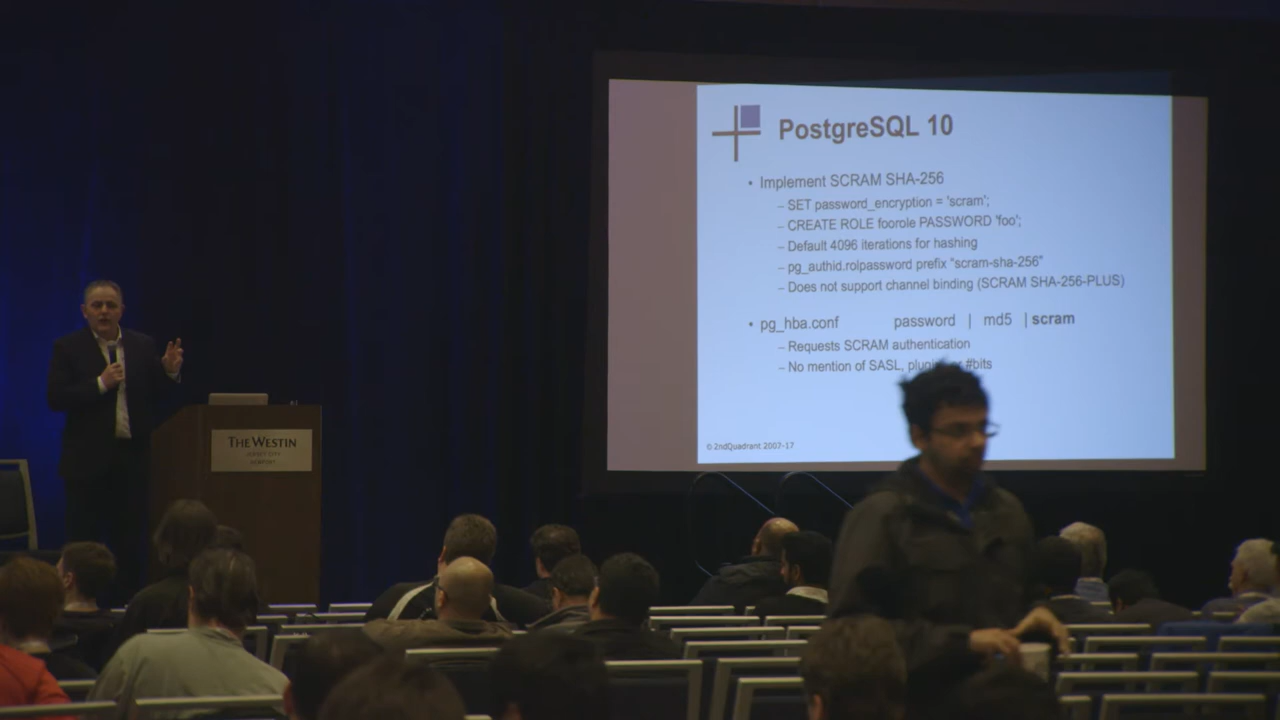 THE WESTIN
PostgreSQL 10
• Implement SCRAM SHA-256
– SET password_encryption = 'scram';
– CREATE ROLE foorole PASSWORD 'foo';
– Default 4096 iterations for hashing
– pg_authid.rolpassword prefix "scram-sha-256"
– Does not support channel binding (SCRAM SHA-256-PLUS)
• pg_hba.conf password | md5 | scram
– Requests SCRAM authentication
– No mention of SASL, #bits
© 2ndQuadrant 2007-17